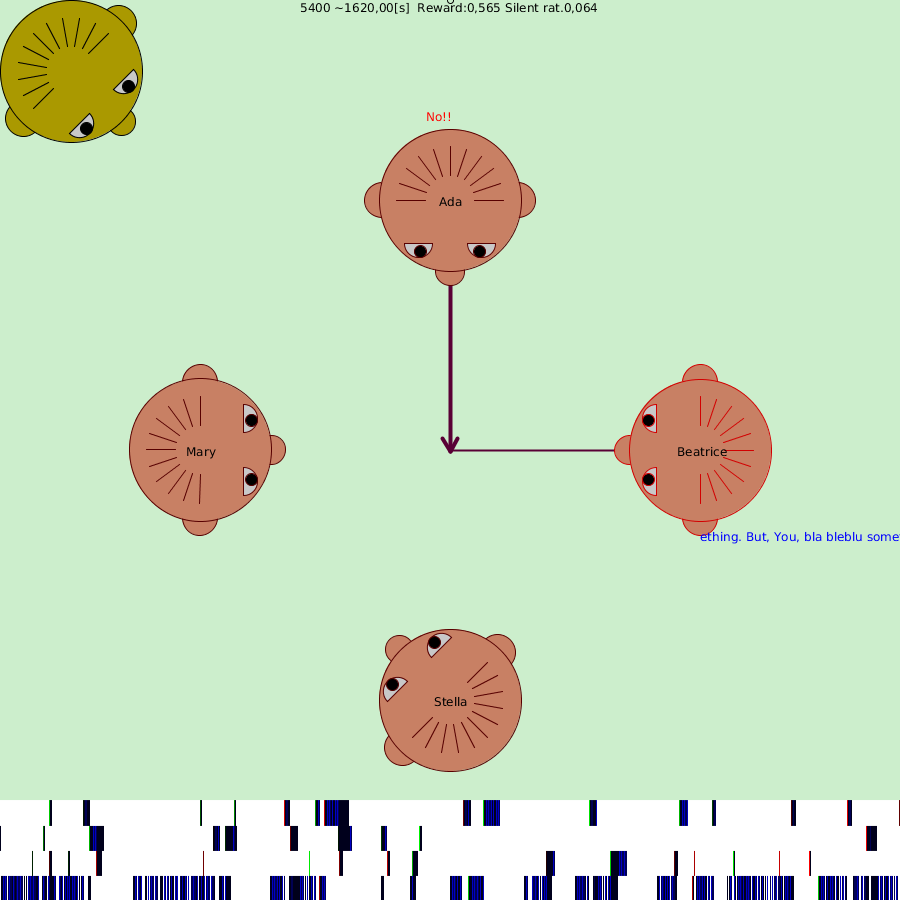 5400 ~1620,00[s]  Reward:0,565 Silent rat.0,064
No!!
Ada
Mary
Beatrice
ething. But, You, bla bleblu some
Stella